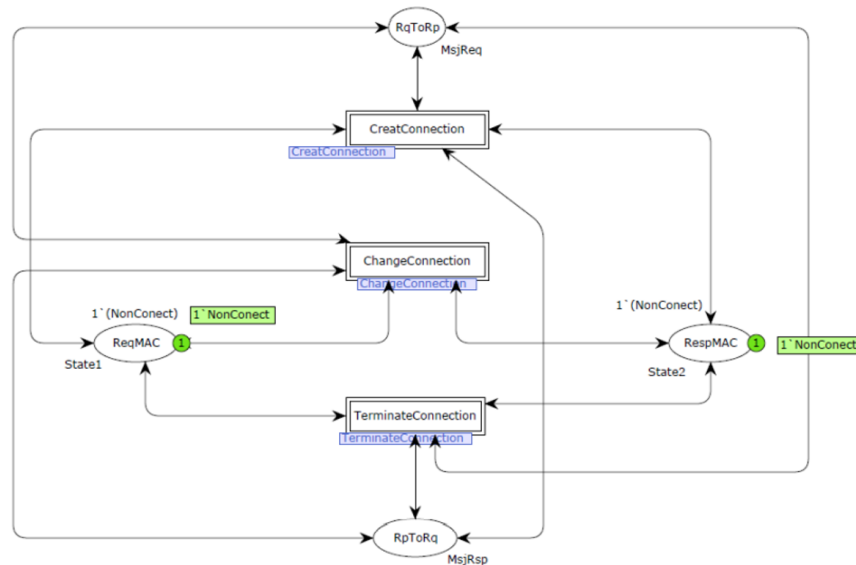 RqToRp
MsjReq
CreatConnection
CreatConnection
ChangeConnection
ChangeConnection
1`(NonConect)
1`NonConect
1`(NonConect)
ReqMAC
1
RespMAC
1
1`NonConect
State1
State2
TerminateConnection
TerminateConnection
RpToRq
MsjRsp